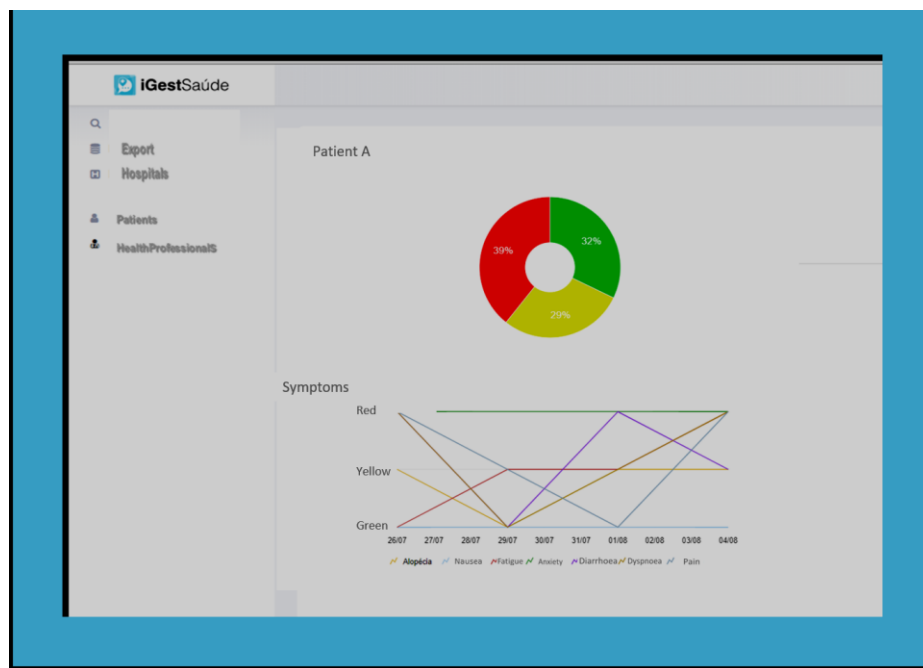 iGestSaúde
Export
Hospitals
Patients
HealthProfessionalS
Patient A
39%
32%
29%
Symptoms
Red
Yellow
Green
26/07 27/07 28/07 29/07 30/07 31/07 01/08 02/08 03/08 04/08
Alopécia Nausea Fatigue Anxiety Diarrhoea Dyspnoea Pain